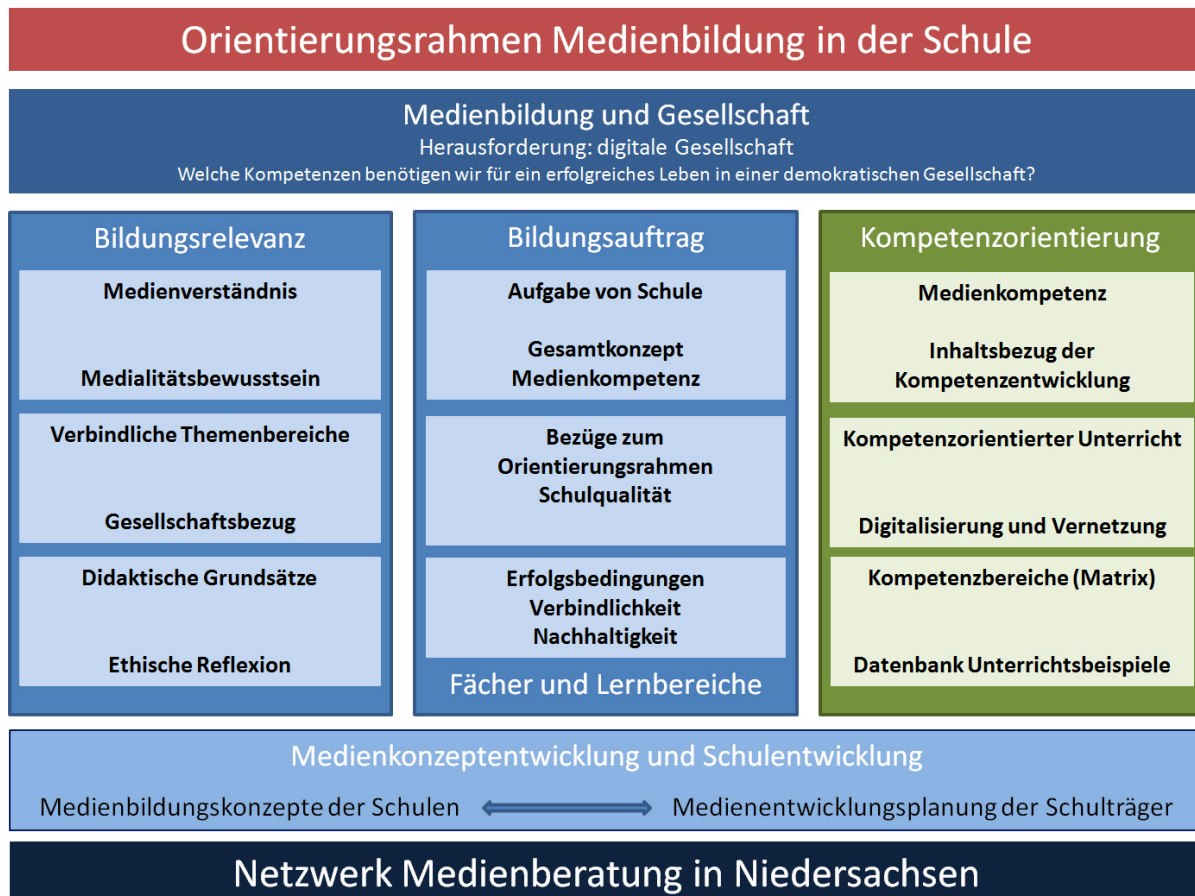 Orientierungsrahmen Medienbildung in der Schule
Medienbildung und Gesellschaft
Herausforderung: digitale Gesellschaft
Welche Kompetenzen benötigen wir für ein erfolgreiches Leben in einer demokratischen Gesellschaft?
Bildungsrelevanz
Medienverständnis
Medialitätsbewusstsein
Verbindliche Themenbereiche
Gesellschaftsbezug
Didaktische Grundsätze
Ethische Reflexion
Bildungsauftrag
Aufgabe von Schule
Gesamtkonzept
Medienkompetenz
Bezüge zum
Orientierungsrahmen
Schulqualität
Erfolgsbedingungen
Verbindlichkeit
Nachhaltigkeit
Fächer und Lernbereiche
Kompetenzorientierung
Medienkompetenz
Inhaltsbezug der
Kompetenzentwicklung
Kompetenzorientierter Unterricht
Digitalisierung und Vernetzung
Kompetenzbereiche (Matrix)
Datenbank Unterrichtsbeispiele
Medienkonzeptentwicklung und Schulentwicklung
Medienbildungskonzepte der Schulen
Medienentwicklungsplanung der Schulträger
Netzwerk Medienberatung in Niedersachsen